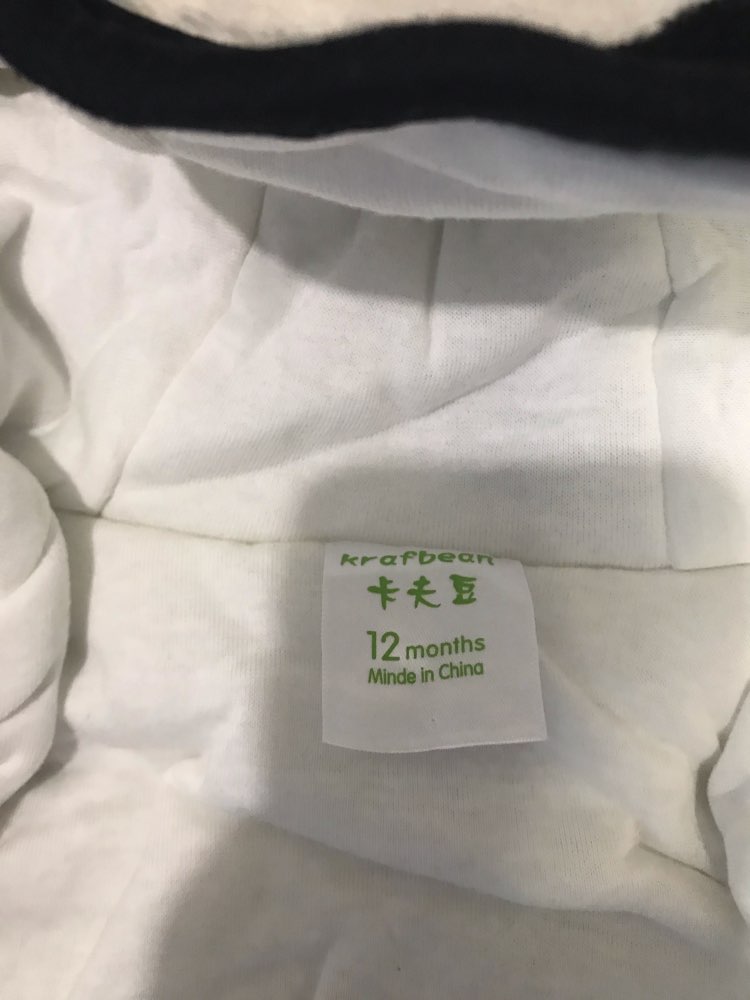 krafbean
卡夫豆
12 months
Minde in China